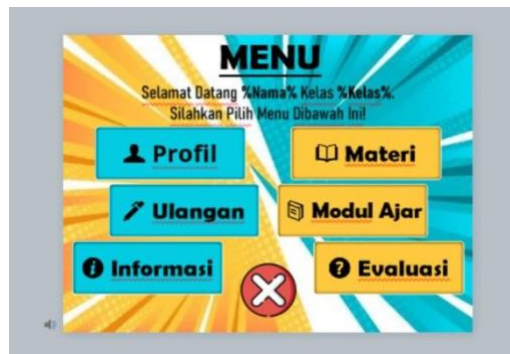 MENU
Selamat Datang %Nama% Kelas %Kelas%.
Silahkan Pilih Menu Dibawah Ini!
Profil
Materi
Ulangan
Modul Ajar
Informasi
Evaluasi